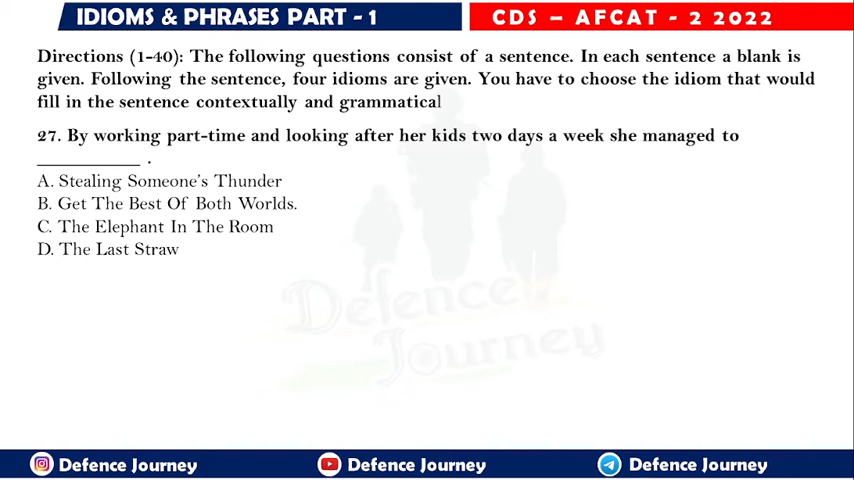 IDIOMS & PHRASES PART - 1
CDS – AFCAT - 2 2022
Directions (1-40): The following questions consist of a sentence. In each sentence a blank is
given. Following the sentence, four idioms are given. You have to choose the idiom that would
fill in the sentence contextually and grammatical
27. By working part-time and looking after her kids two days a week she managed to
____________ .
A. Stealing Someone's Thunder
B. Get The Best Of Both Worlds.
C. The Elephant In The Room
D. The Last Straw
Defence
Journey
Defence Journey
Defence Journey
Defence Journey